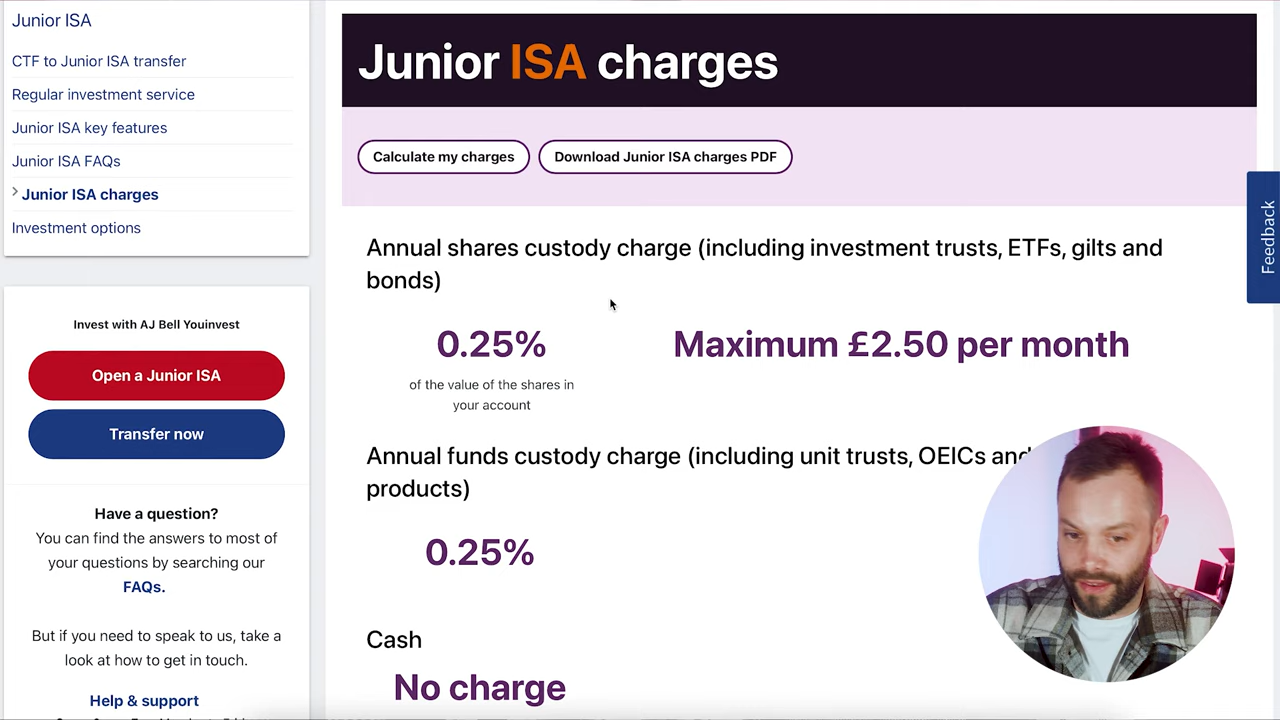 Junior ISA
CTF to Junior ISA transfer
Regular investment service
Junior ISA key features
Junior ISA FAQs
Junior ISA charges
Investment options
Invest with AJ Bell Youinvest
Open a Junior ISA
Transfer now
Have a question?
You can find the answers to most of
your questions by searching our
FAQs.
But if you need to speak to us, take a
look at how to get in touch.
Help & support
Junior ISA charges
Calculate my charges
Download Junior ISA charges PDF
Annual shares custody charge (including investment trusts, ETFs, gilts and
bonds)
0.25%
of the value of the shares in
your account
Maximum £2.50 per month
Annual funds custody charge (including unit trusts, OEICs and
products)
0.25%
Cash
No charge
Feedback